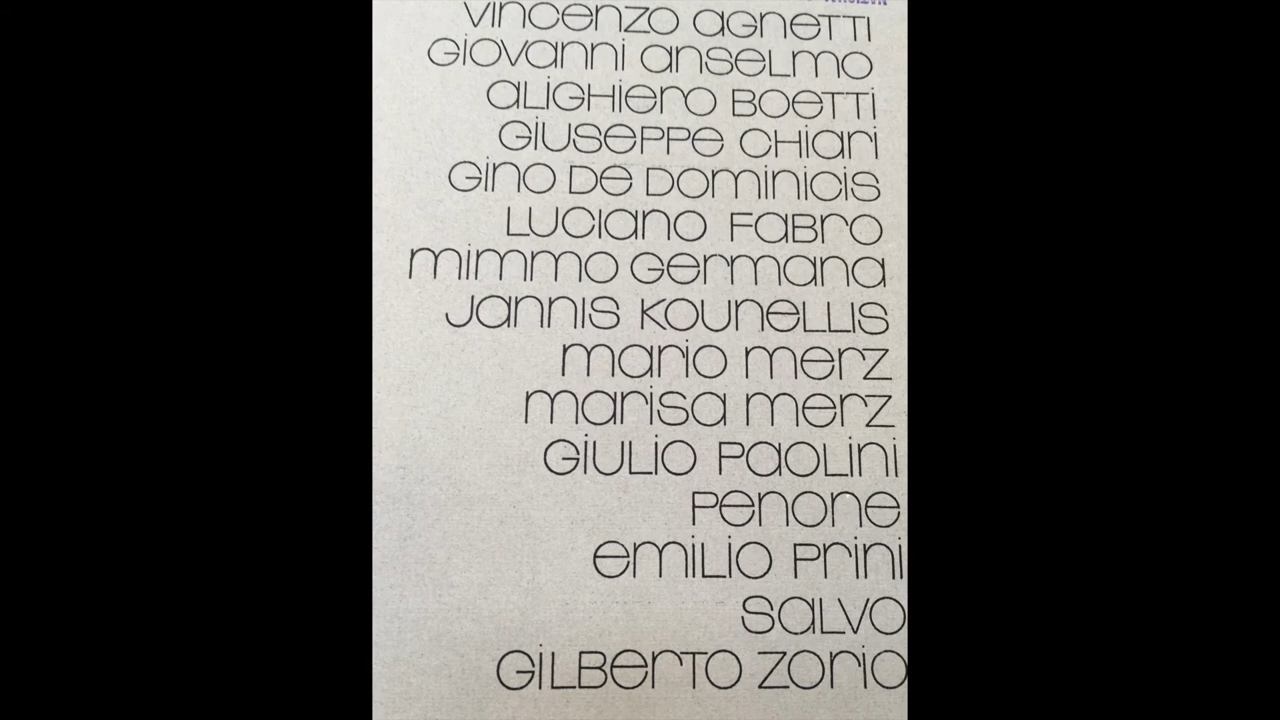 vincenzo agnetti
giovanni anselmo
alighiero boetti
giuseppe chiari
gino de dominicis
luciano fabro
mimmo germana
jannis kounellis
mario merz
marisa merz
giulio paolini
penone
emilio prini
salvo
gilberto zorio